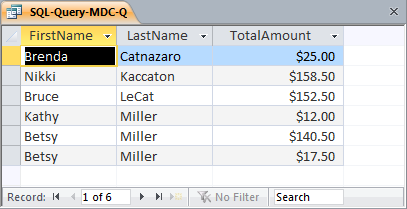 SQL-Query-MDC-Q
FirstName LastName TotalAmount
Brenda Catnazaro $25.00
Nikki Kaccaton $158.50
Bruce LeCat $152.50
Kathy Miller $12.00
Betsy Miller $140.50
Betsy Miller $17.50
Record: 1 of 6 No Filter Search